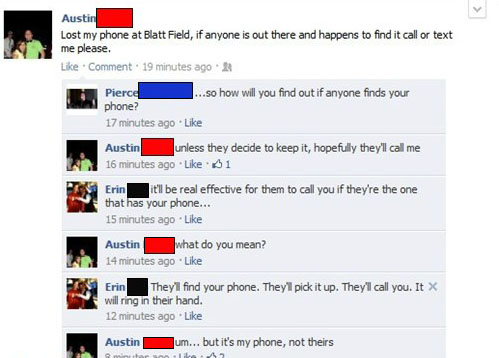 Austin
Lost my phone at Blatt Field, if anyone is out there and happens to find it call or text
me please.
Like · Comment · 19 minutes ago ·
Pierce ...so how will you find out if anyone finds your
phone?
17 minutes ago · Like
Austin unless they decide to keep it, hopefully they'll call me
16 minutes ago · Like · 1
Erin it'll be real effective for them to call you if they're the one
that has your phone...
15 minutes ago · Like
Austin what do you mean?
14 minutes ago · Like
Erin They'll find your phone. They'll pick it up. They'll call you. It
will ring in their hand.
12 minutes ago · Like
Austin um... but it's my phone, not theirs
8 minutes ago · Like · 2